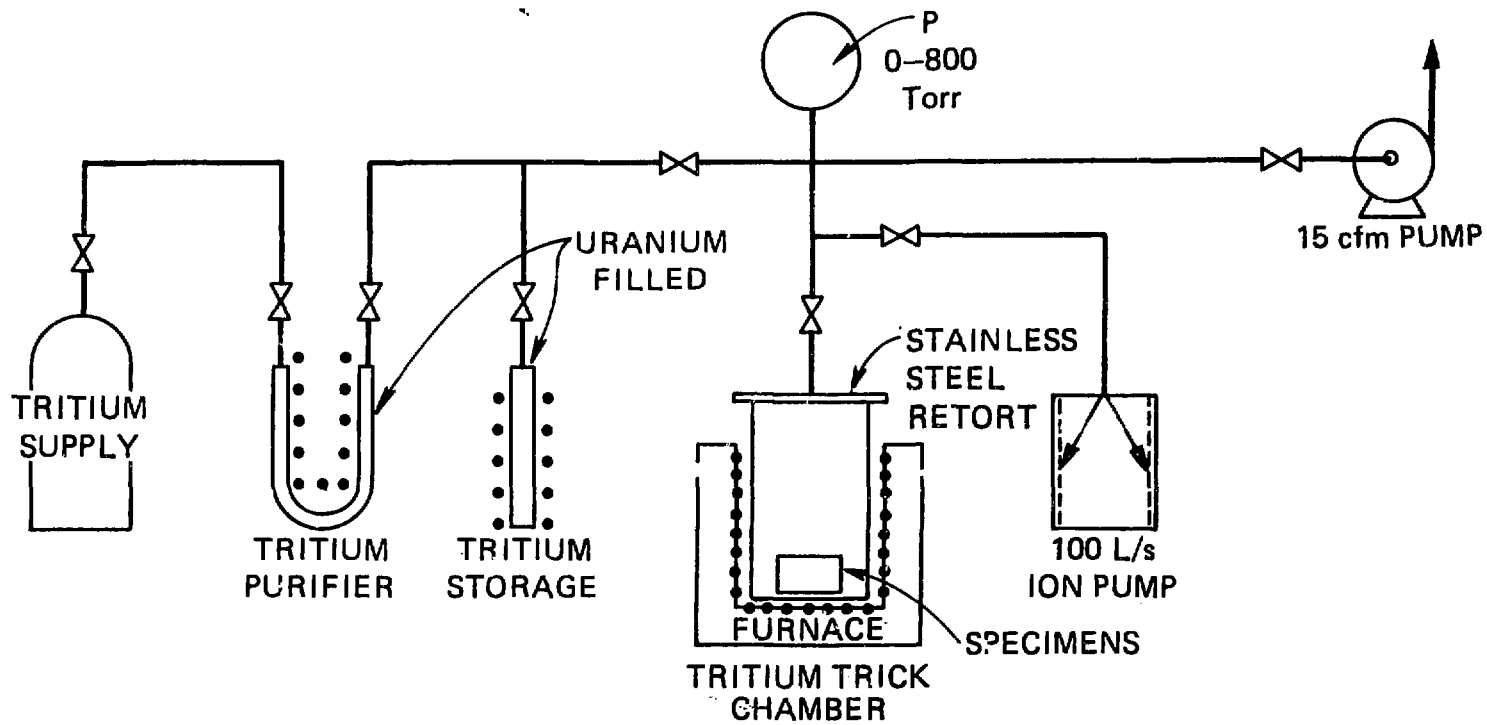 P
0–800
Torr
15 cfm PUMP
URANIUM
FILLED
STAINLESS
STEEL
RETORT
TRITIUM
SUPPLY
TRITIUM
PURIFIER
TRITIUM
STORAGE
100 L/s
ION PUMP
FURNACE
SPECIMENS
TRITIUM TRICK
CHAMBER